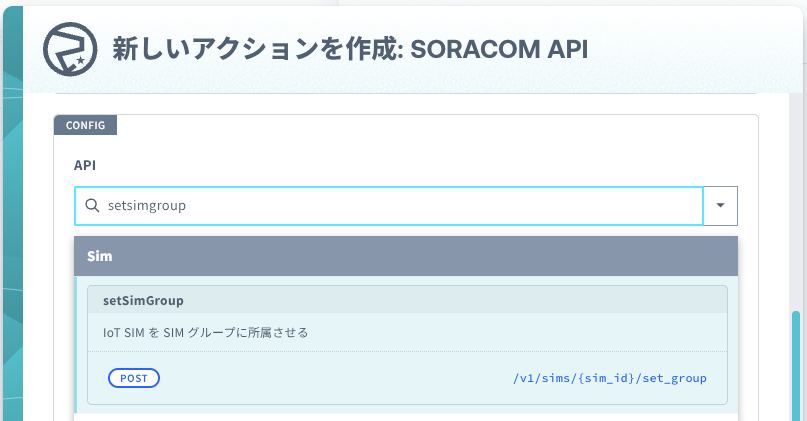 新しいアクションを作成: SORACOM API
CONFIG
API
setsimgroup
Sim
setSimGroup
IoT SIM を SIM グループに所属させる
POST
/v1/sims/{sim_id}/set_group